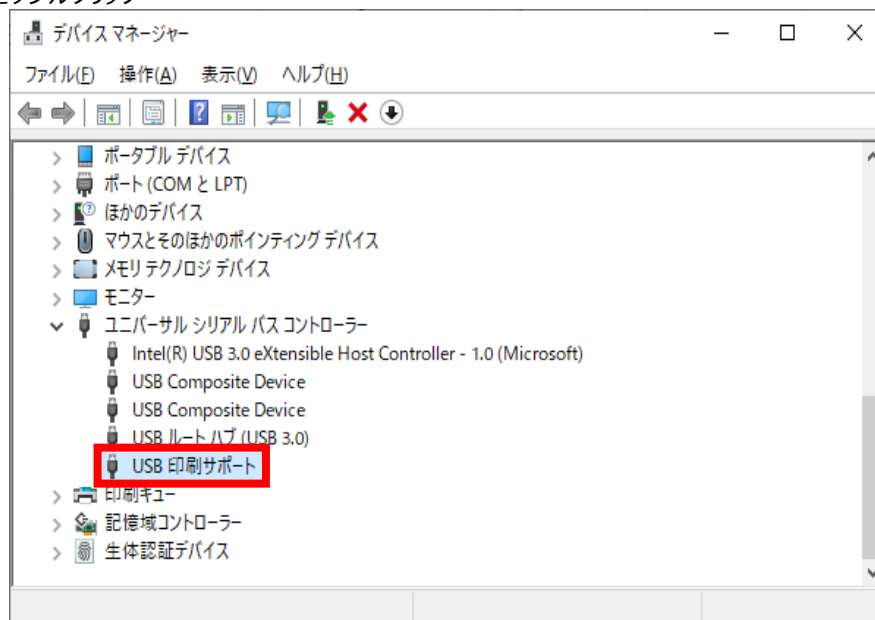 デバイス マネージャー
ファイル(F) 操作(A) 表示(V) ヘルプ(H)
ポータブル デバイス
ポート (COM と LPT)
ほかのデバイス
マウスとそのほかのポインティング デバイス
メモリ テクノロジ デバイス
モニター
ユニバーサル シリアル バス コントローラー
Intel(R) USB 3.0 eXtensible Host Controller - 1.0 (Microsoft)
USB Composite Device
USB Composite Device
USB ルート ハブ (USB 3.0)
USB 印刷サポート
印刷キュー
記憶域コントローラー
生体認証デバイス